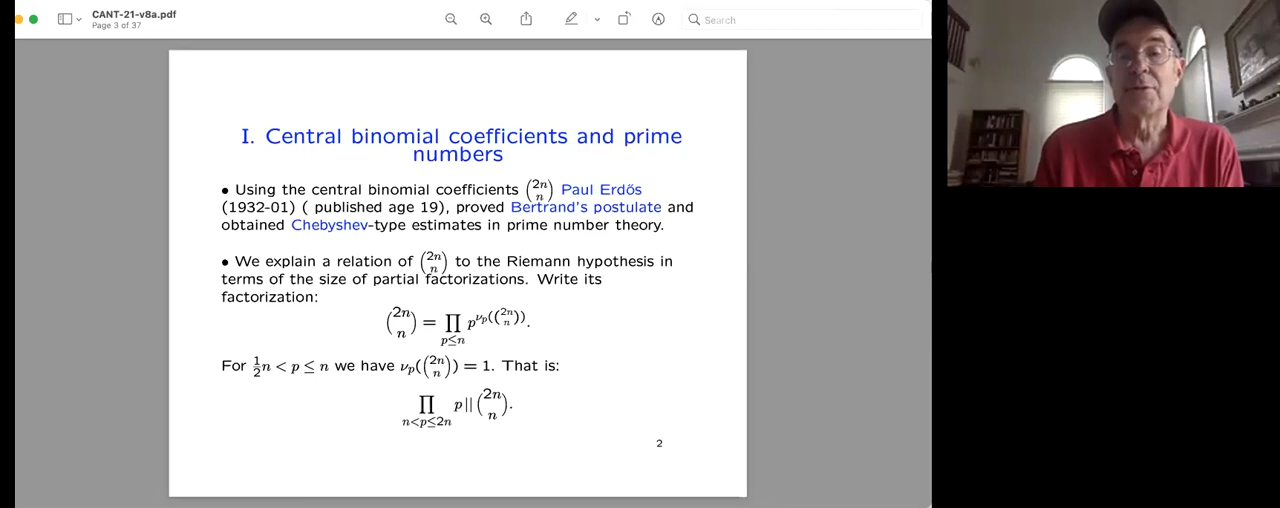 CANT-21-v8a.pdf
Page 3 of 37
Search
I. Central binomial coefficients and prime
numbers
• Using the central binomial coefficients (2n n) Paul Erdős
(1932-01) ( published age 19), proved Bertrand's postulate and
obtained Chebyshev-type estimates in prime number theory.
• We explain a relation of (2n n) to the Riemann hypothesis in
terms of the size of partial factorizations. Write its
factorization:
(2n n) = ∏_{p≤n} p^{ν_p((2n n))}.
For ½n < p ≤ n we have ν_p((2n n)) = 1. That is:
∏_{n<p≤2n} p||(2n n).
2